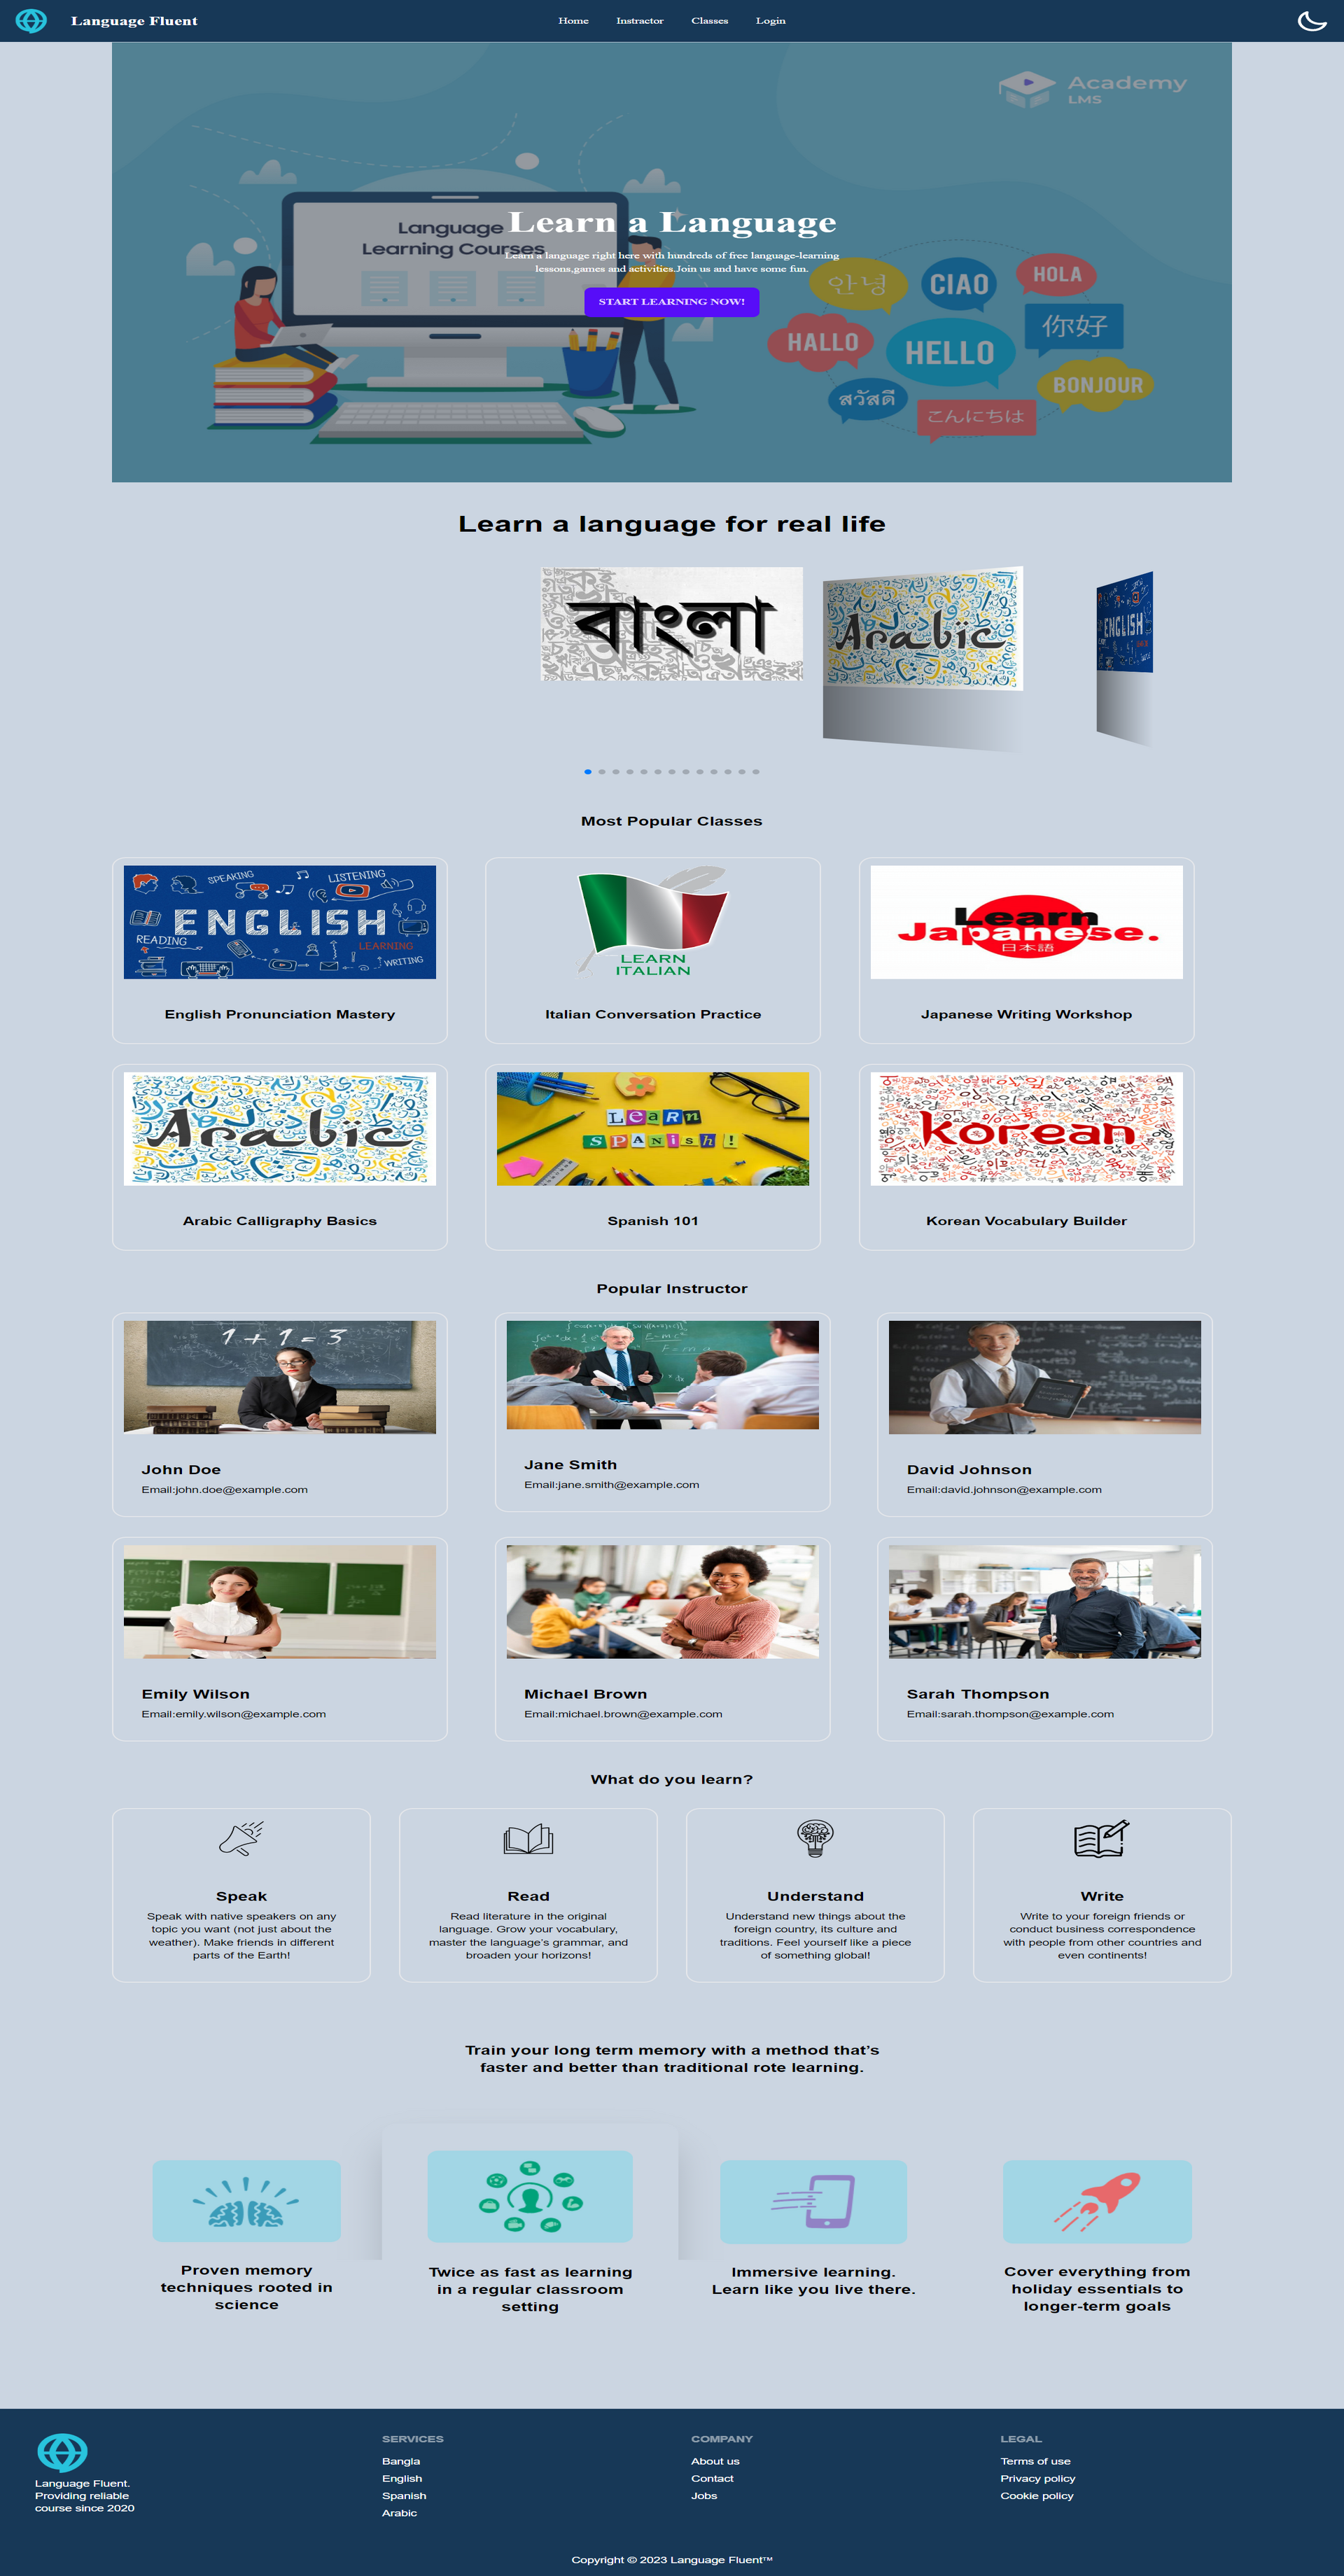 Language Fluent
Home Instructor Classes Login
Academy
LMS
Language
Learning Courses
Learn a Language
Learn a language right here with hundreds of free language-learning
lessons,games and activities.Join us and have some fun.
START LEARNING NOW!
안녕
CIAO
HOLA
HALLO
HELLO
你好
สวัสดี
こんにちは
BONJOUR
Learn a language for real life
বাংলা
Arabic
ENGLISH
Most Popular Classes
SPEAKING
LISTENING
ENGLISH
READING
LEARNING
WRITING
English Pronunciation Mastery
LEARN
ITALIAN
Italian Conversation Practice
Learn
Japanese.
日本語
Japanese Writing Workshop
Arabic
Arabic Calligraphy Basics
LeaRn
SPANish!
Spanish 101
korean
Korean Vocabulary Builder
Popular Instructor
1 + 1 = 3
John Doe
Email:john.doe@example.com
Jane Smith
Email:jane.smith@example.com
David Johnson
Email:david.johnson@example.com
Emily Wilson
Email:emily.wilson@example.com
Michael Brown
Email:michael.brown@example.com
Sarah Thompson
Email:sarah.thompson@example.com
What do you learn?
Speak
Speak with native speakers on any
topic you want (not just about the
weather). Make friends in different
parts of the Earth!
Read
Read literature in the original
language. Grow your vocabulary,
master the language's grammar, and
broaden your horizons!
Understand
Understand new things about the
foreign country, its culture and
traditions. Feel yourself like a piece
of something global!
Write
Write to your foreign friends or
conduct business correspondence
with people from other countries and
even continents!
Train your long term memory with a method that's
faster and better than traditional rote learning.
Proven memory
techniques rooted in
science
Twice as fast as learning
in a regular classroom
setting
Immersive learning.
Learn like you live there.
Cover everything from
holiday essentials to
longer-term goals
Language Fluent.
Providing reliable
course since 2020
SERVICES
Bangla
English
Spanish
Arabic
COMPANY
About us
Contact
Jobs
LEGAL
Terms of use
Privacy policy
Cookie policy
Copyright © 2023 Language Fluent™